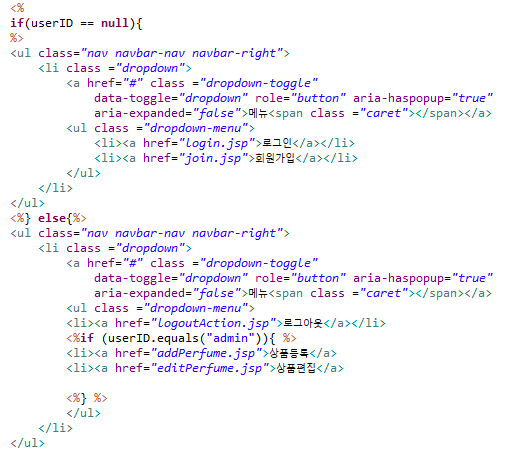 <%
if(userID == null){
%>
<ul class="nav navbar-nav navbar-right">
<li class ="dropdown">
<a href="#" class ="dropdown-toggle"
data-toggle="dropdown" role="button" aria-haspopup="true"
aria-expanded="false">메뉴<span class ="caret"></span></a>
<ul class ="dropdown-menu">
<li><a href="login.jsp">로그인</a></li>
<li><a href="join.jsp">회원가입</a></li>
</ul>
</li>
</ul>
<%} else{%>
<ul class="nav navbar-nav navbar-right">
<li class ="dropdown">
<a href="#" class ="dropdown-toggle"
data-toggle="dropdown" role="button" aria-haspopup="true"
aria-expanded="false">메뉴<span class ="caret"></span></a>
<ul class ="dropdown-menu">
<li><a href="logoutAction.jsp">로그아웃</a></li>
<%if (userID.equals("admin")){ %>
<li><a href="addPerfume.jsp">상품등록</a>
<li><a href="editPerfume.jsp">상품편집</a>
<%} %>
</ul>
</li>
</ul>